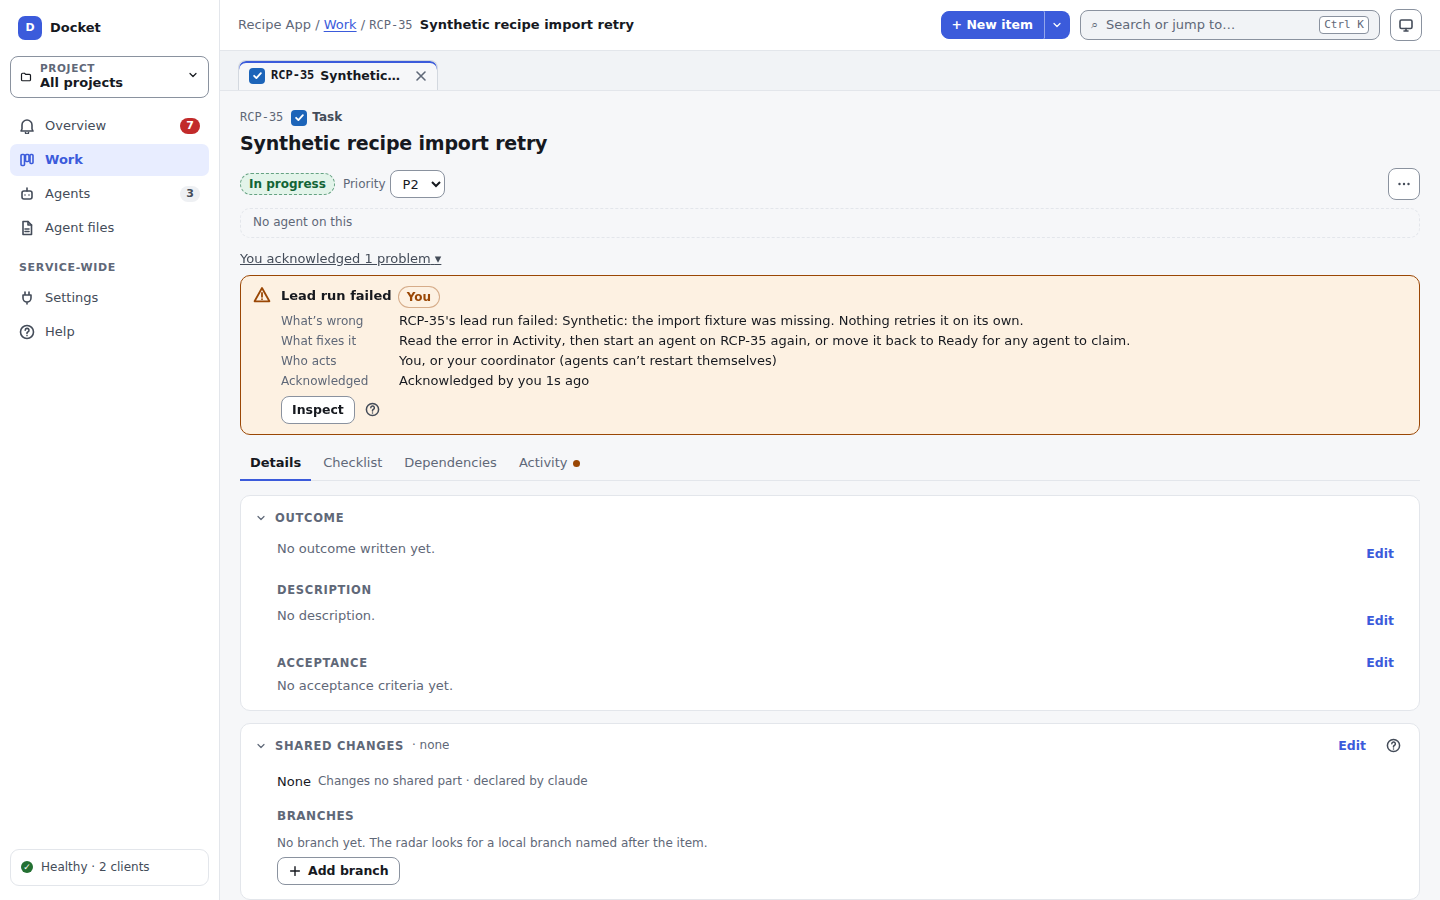 D Docket
PROJECT
All projects
Overview 7
Work
Agents 3
Agent files
SERVICE-WIDE
Settings
Help
Healthy · 2 clients
Recipe App / Work / RCP-35 Synthetic recipe import retry
+ New item
Search or jump to… Ctrl K
RCP-35 Synthetic…
RCP-35 Task
Synthetic recipe import retry
In progress Priority P2
No agent on this
You acknowledged 1 problem ▾
Lead run failed You
What’s wrong RCP-35's lead run failed: Synthetic: the import fixture was missing. Nothing retries it on its own.
What fixes it Read the error in Activity, then start an agent on RCP-35 again, or move it back to Ready for any agent to claim.
Who acts You, or your coordinator (agents can’t restart themselves)
Acknowledged Acknowledged by you 1s ago
Inspect
Details Checklist Dependencies Activity
OUTCOME
No outcome written yet. Edit
DESCRIPTION
No description. Edit
ACCEPTANCE Edit
No acceptance criteria yet.
SHARED CHANGES · none Edit
None Changes no shared part · declared by claude
BRANCHES
No branch yet. The radar looks for a local branch named after the item.
+ Add branch